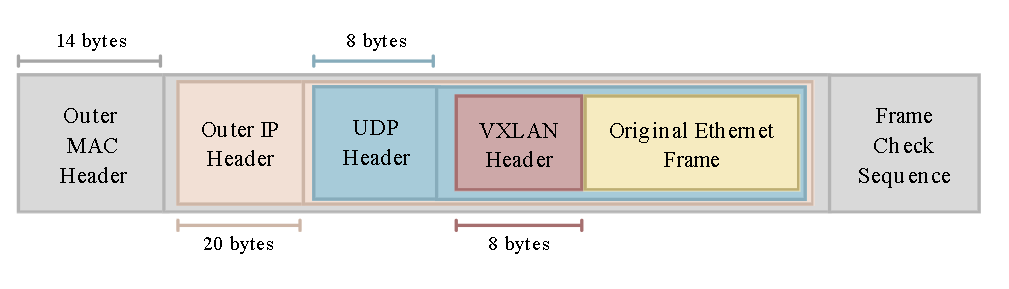 14 bytes
8 bytes
Outer
MAC
Header
Outer IP
Header
UDP
Header
VXLAN
Header
Original Ethernet
Frame
Frame
Check
Sequence
20 bytes
8 bytes